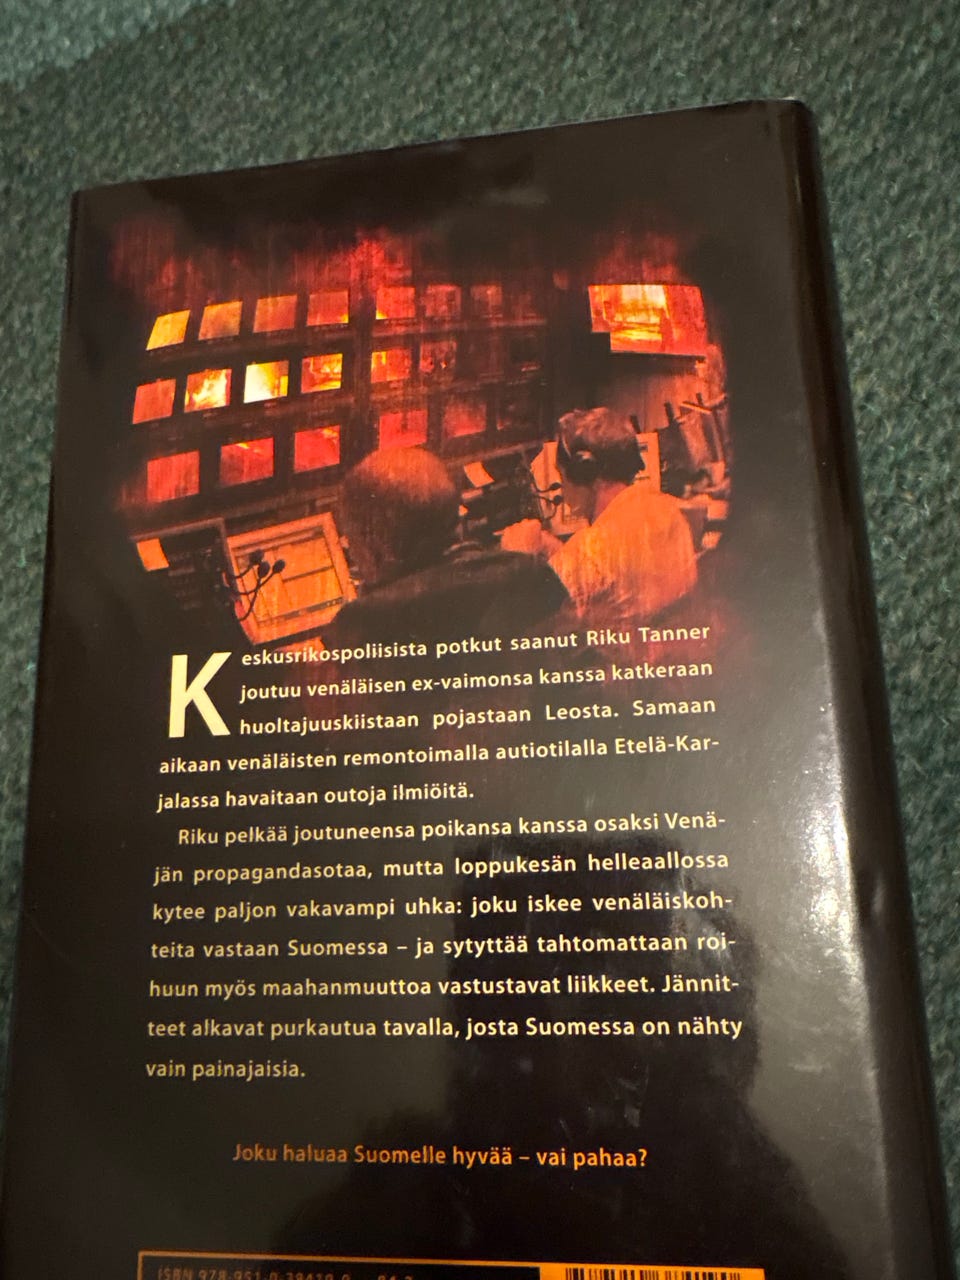 Keskusrikospoliisista potkut saanut Riku Tanner
joutuu venäläisen ex-vaimonsa kanssa katkeraan
huoltajuuskiistaan pojastaan Leosta. Samaan
aikaan venäläisten remontoimalla autiotilalla Etelä-Kar-
jalassa havaitaan outoja ilmiöitä.
Riku pelkää joutuneensa poikansa kanssa osaksi Venä-
jän propagandasotaa, mutta loppukesän helleaallossa
kytee paljon vakavampi uhka: joku iskee venäläiskoh-
teita vastaan Suomessa – ja sytyttää tahtomattaan roi-
huun myös maahanmuuttoa vastustavat liikkeet. Jännit-
teet alkavat purkautua tavalla, josta Suomessa on nähty
vain painajaisia.
Joku haluaa Suomelle hyvää – vai pahaa?
ISBN